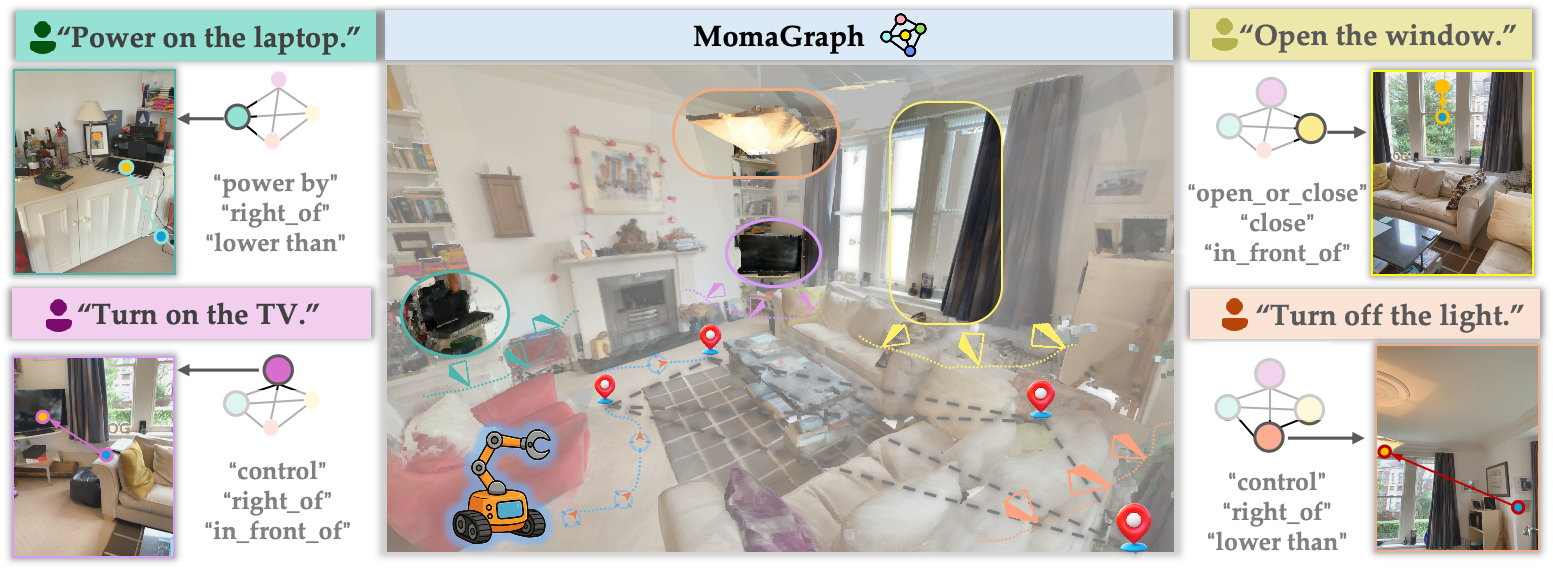 “Power on the laptop.”
MomaGraph
“Open the window.”
“power by”
“right_of”
“lower than”
“open_or_close”
“close”
“in_front_of”
“Turn on the TV.”
“Turn off the light.”
“control”
“right_of”
“in_front_of”
“control”
“right_of”
“lower than”